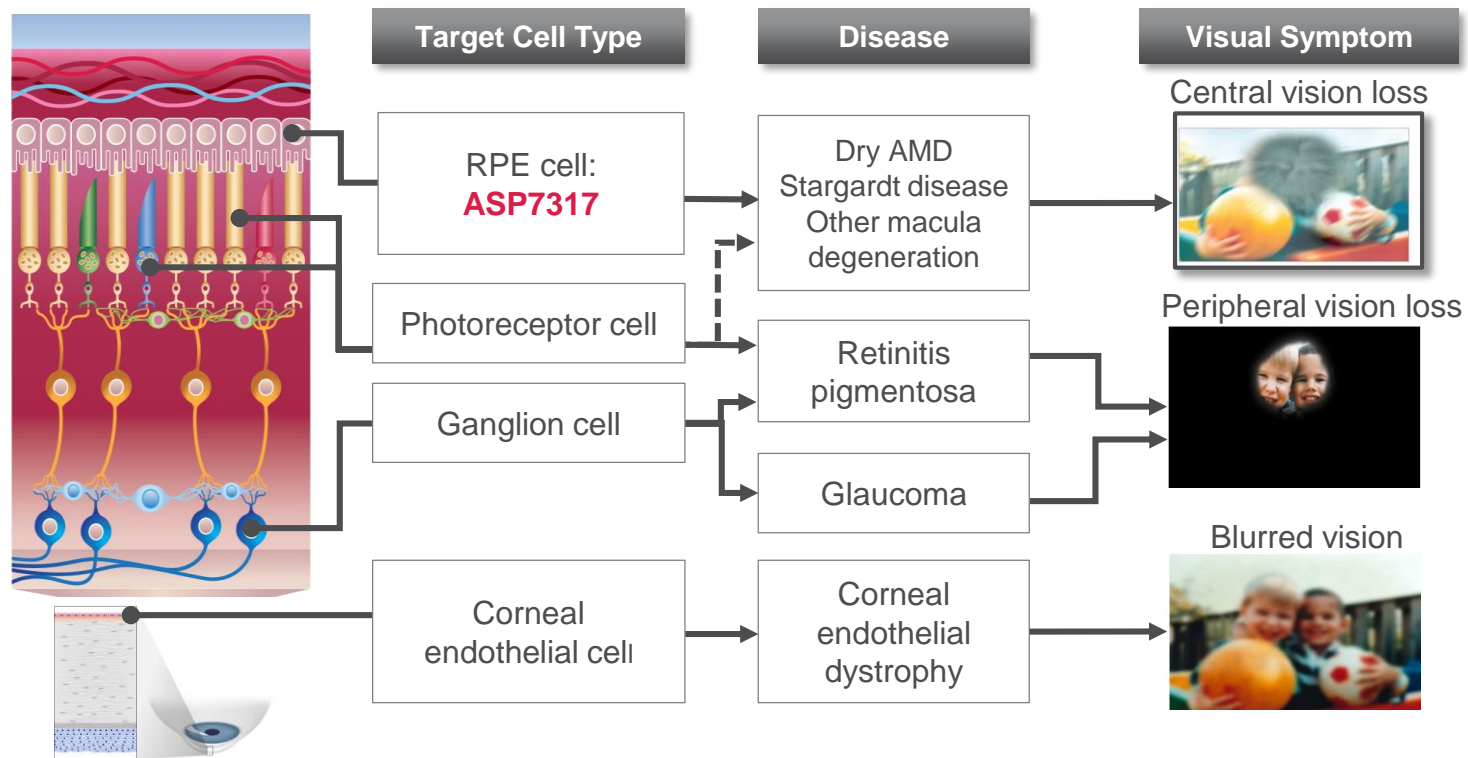 Target Cell Type
Disease
Visual Symptom
Central vision loss
RPE cell:
ASP7317
Dry AMD
Stargardt disease
Other macula
degeneration
Peripheral vision loss
Photoreceptor cell
Retinitis
pigmentosa
Ganglion cell
Glaucoma
Blurred vision
Corneal
endothelial cell
Corneal
endothelial
dystrophy